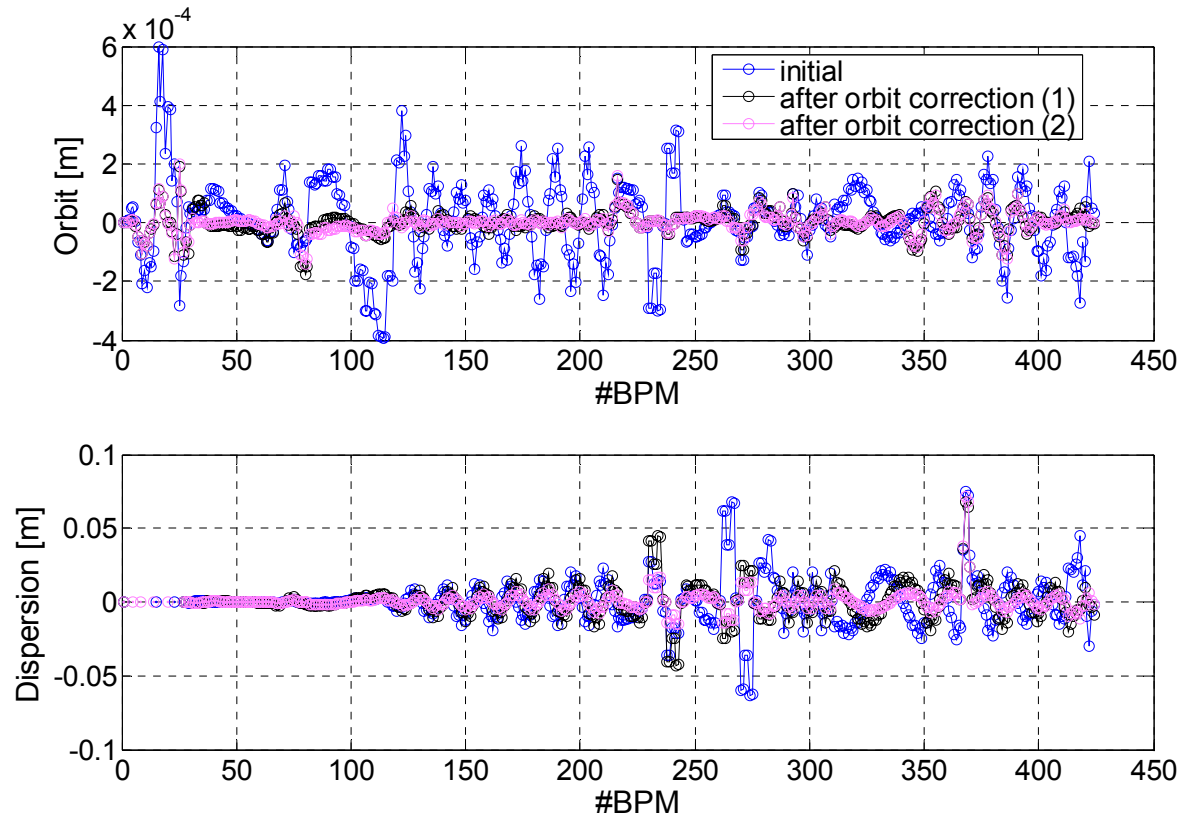 x 10^-4
6
4
2
0
-2
-4
Orbit [m]
initial
after orbit correction (1)
after orbit correction (2)
0 50 100 150 200 250 300 350 400 450
#BPM
0.1
0.05
0
-0.05
-0.1
Dispersion [m]
0 50 100 150 200 250 300 350 400 450
#BPM